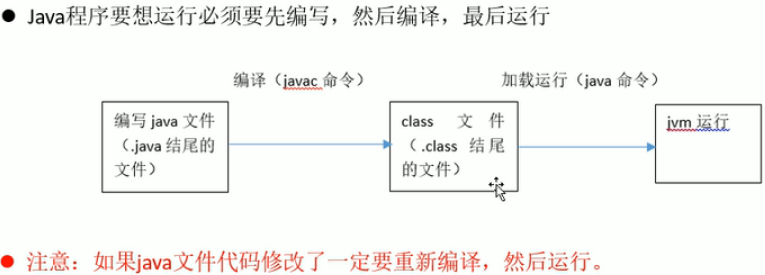 ● Java程序要想运行必须要先编写，然后编译，最后运行
编译（javac 命令）
加载运行（java 命令）
编写 java 文件
（.java 结尾的
文件）
class 文件
（.class 结尾
的文件）
jvm 运行
● 注意：如果java文件代码修改了一定要重新编译，然后运行。